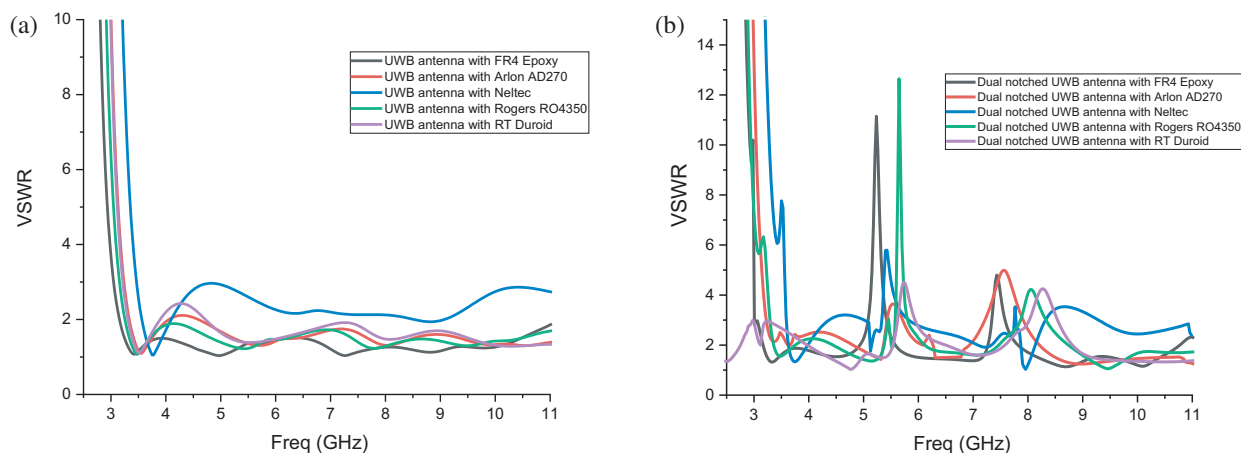 (a)
10
8
6
4
2
0
VSWR
UWB antenna with FR4 Epoxy
UWB antenna with Arlon AD270
UWB antenna with Neltec
UWB antenna with Rogers RO4350
UWB antenna with RT Duroid
3 4 5 6 7 8 9 10 11
Freq (GHz)
(b)
14
12
10
8
6
4
2
0
VSWR
Dual notched UWB antenna with FR4 Epoxy
Dual notched UWB antenna with Arlon AD270
Dual notched UWB antenna with Neltec
Dual notched UWB antenna with Rogers RO4350
Dual notched UWB antenna with RT Duroid
3 4 5 6 7 8 9 10 11
Freq (GHz)